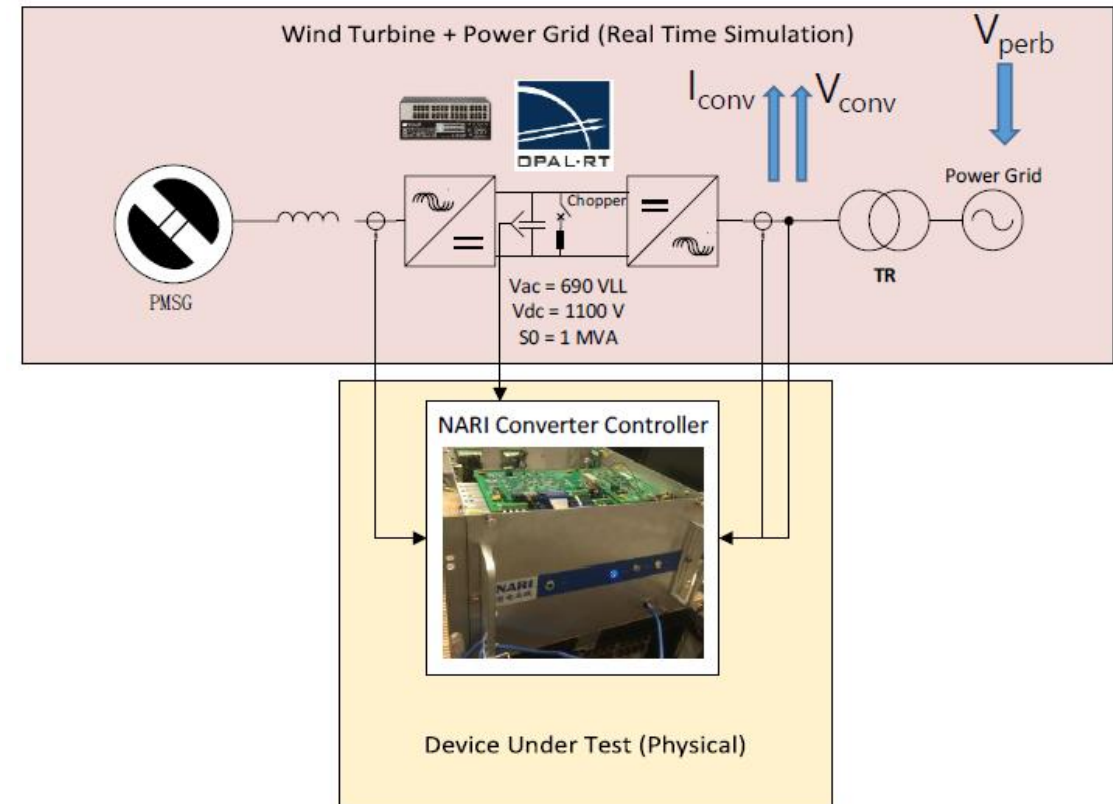 Wind Turbine + Power Grid (Real Time Simulation)
V_perb
I_conv
V_conv
OPAL-RT
Power Grid
Chopper
Vac = 690 VLL
Vdc = 1100 V
S0 = 1 MVA
PMSG
TR
NARI Converter Controller
NARI
Device Under Test (Physical)